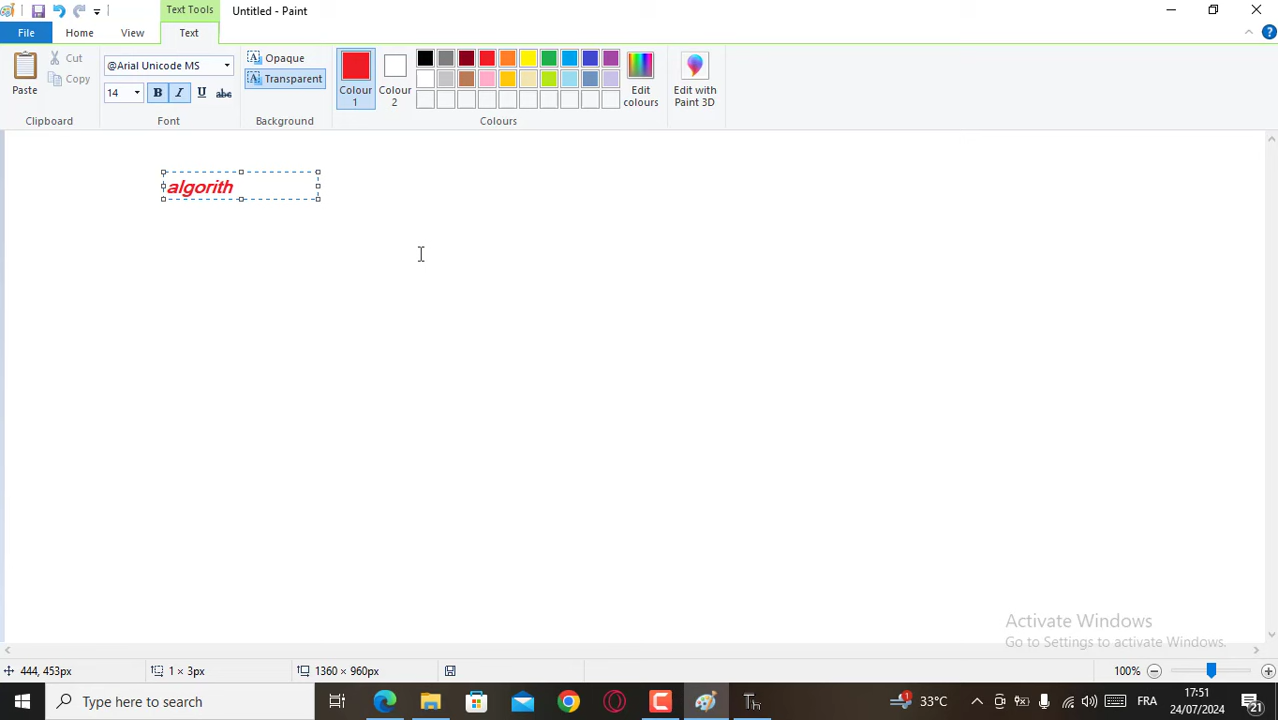 Text Tools
Untitled - Paint
File
Home
View
Text
Paste
Cut
Copy
Clipboard
@Arial Unicode MS
14
B
I
U
abc
Font
Opaque
Transparent
Background
Colour 1
Colour 2
Edit colours
Colours
Edit with Paint 3D
algorith
Activate Windows
Go to Settings to activate Windows.
444, 453px
1 × 3px
1360 × 960px
100%
Type here to search
Th
1
33°C
FRA
17:51
24/07/2024
21